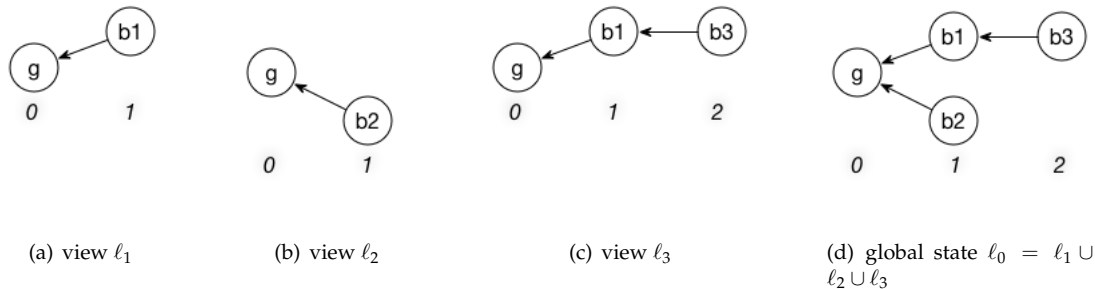 b1
g
0 1
g
b2
0 1
b1 b3
g
0 1 2
b1 b3
g
b2
0 1 2
(a) view ℓ₁
(b) view ℓ₂
(c) view ℓ₃
(d) global state ℓ₀ = ℓ₁ ∪
ℓ₂ ∪ ℓ₃